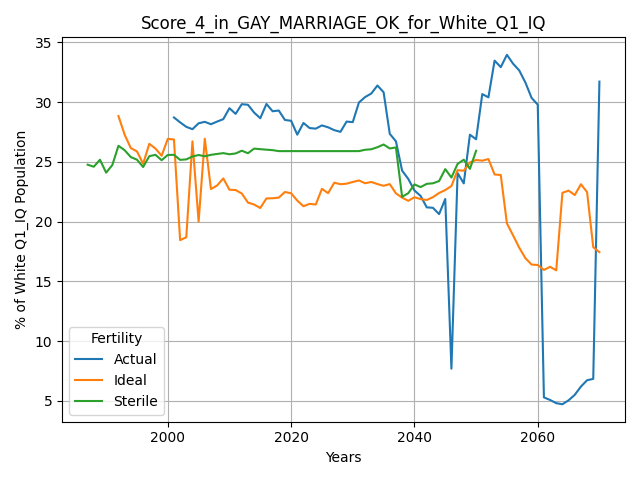 Score_4_in_GAY_MARRIAGE_OK_for_White_Q1_IQ
% of White Q1_IQ Population
35
30
25
20
15
10
5
Fertility
Actual
Ideal
Sterile
2000
2020
2040
2060
Years